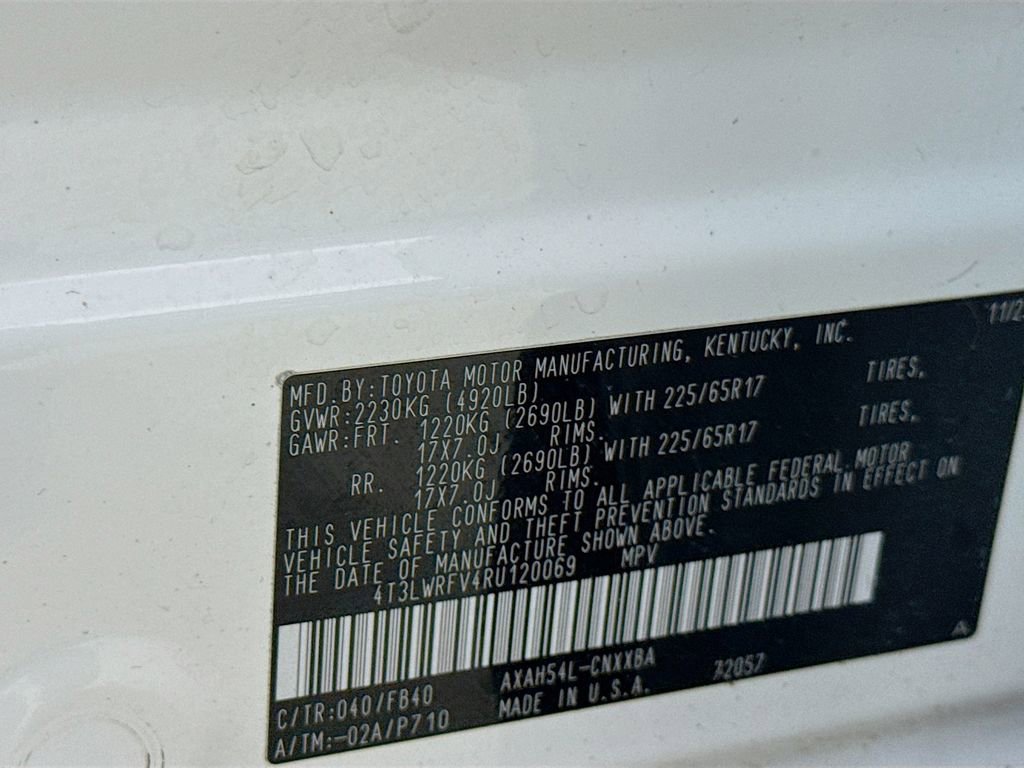 11/2
MFD.BY:TOYOTA MOTOR MANUFACTURING, KENTUCKY, INC.
GVWR:2230KG (4920LB)
GAWR:FRT. 1220KG (2690LB) WITH 225/65R17 TIRES,
17X7.0J RIMS.
RR. 1220KG (2690LB) WITH 225/65R17 TIRES,
17X7.0J RIMS.
THIS VEHICLE CONFORMS TO ALL APPLICABLE FEDERAL MOTOR
VEHICLE SAFETY AND THEFT PREVENTION STANDARDS IN EFFECT ON
THE DATE OF MANUFACTURE SHOWN ABOVE.
4T3LWRFV4RU120069 MPV
C/TR:040/FB40 AXAH54L-CNXXBA 72057
A/TM:-02A/P710 MADE IN U.S.A. A